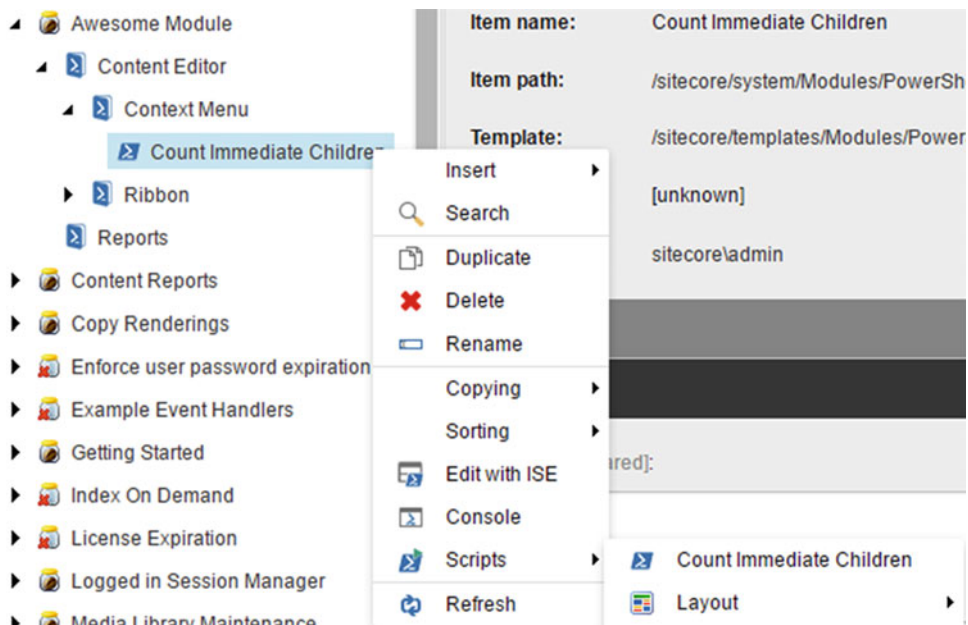 Awesome Module
Content Editor
Context Menu
Count Immediate Children
Ribbon
Reports
Content Reports
Copy Renderings
Enforce user password expiration
Example Event Handlers
Getting Started
Index On Demand
License Expiration
Logged in Session Manager
Media Library Maintenance
Item name: Count Immediate Children
Item path: /sitecore/system/Modules/PowerSh
Template: /sitecore/templates/Modules/Power
[unknown]
sitecore\admin
ared]:
Insert
Search
Duplicate
Delete
Rename
Copying
Sorting
Edit with ISE
Console
Scripts
Refresh
Count Immediate Children
Layout